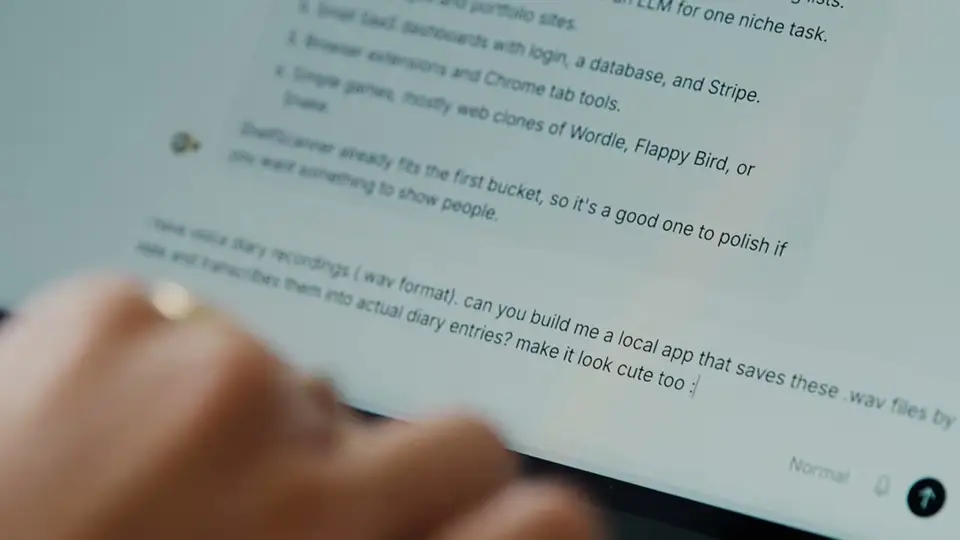 lists.
an LLM for one niche task.
and portfolio sites.
Small SaaS dashboards with login, a database, and Stripe.
Browser extensions and Chrome tab tools.
Simple games, mostly web clones of Wordle, Flappy Bird, or
Snake.
already fits the first bucket, so it's a good one to polish if
you want something to show people.
voice diary recordings (.wav format). can you build me a local app that saves these .wav files by
date and transcribes them into actual diary entries? make it look cute too :
Normal